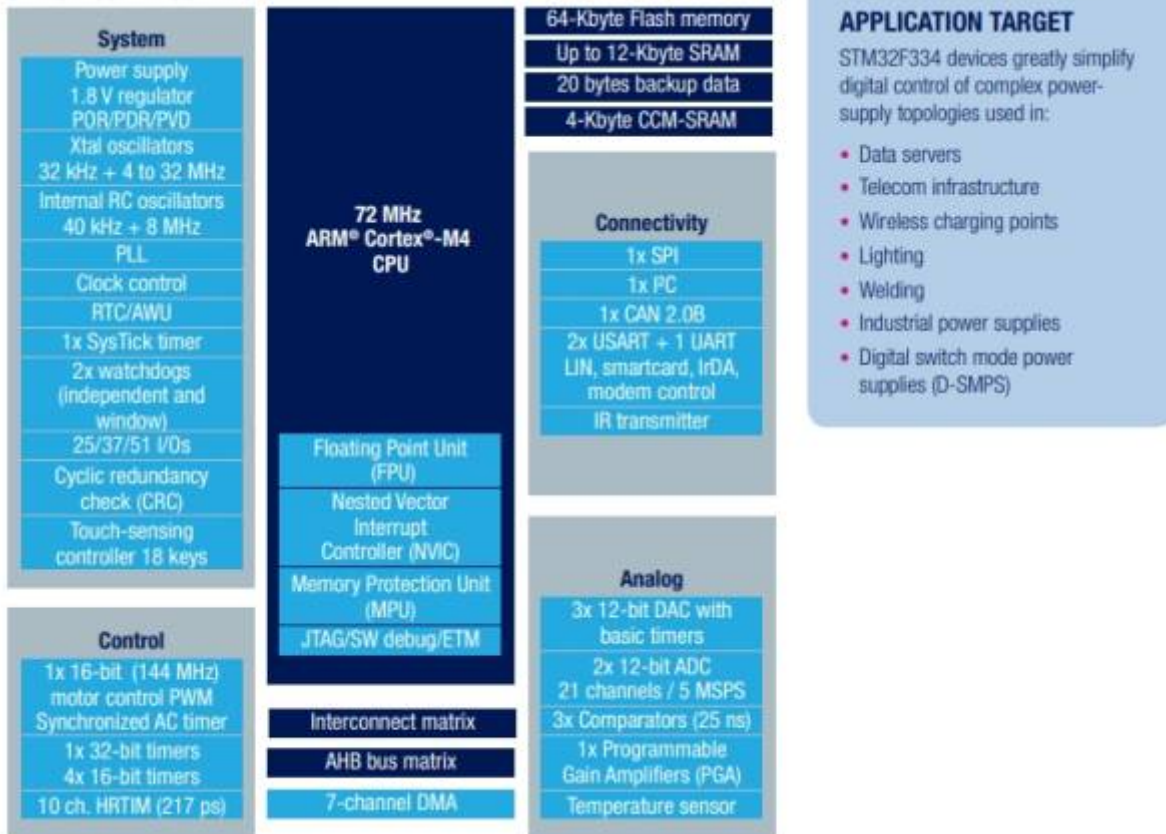 System
Power supply
1.8 V regulator
POR/PDR/PVD
Xtal oscillators
32 kHz + 4 to 32 MHz
Internal RC oscillators
40 kHz + 8 MHz
PLL
Clock control
RTC/AWU
1x SysTick timer
2x watchdogs
(independent and
window)
25/37/51 I/Os
Cyclic redundancy
check (CRC)
Touch-sensing
controller 18 keys
Control
1x 16-bit (144 MHz)
motor control PWM
Synchronized AC timer
1x 32-bit timers
4x 16-bit timers
10 ch. HRTIM (217 ps)
72 MHz
ARM® Cortex®-M4
CPU
Floating Point Unit
(FPU)
Nested Vector
Interrupt
Controller (NVIC)
Memory Protection Unit
(MPU)
JTAG/SW debug/ETM
Interconnect matrix
AHB bus matrix
7-channel DMA
64-Kbyte Flash memory
Up to 12-Kbyte SRAM
20 bytes backup data
4-Kbyte CCM-SRAM
Connectivity
1x SPI
1x I²C
1x CAN 2.0B
2x USART + 1 UART
LIN, smartcard, IrDA,
modem control
IR transmitter
Analog
3x 12-bit DAC with
basic timers
2x 12-bit ADC
21 channels / 5 MSPS
3x Comparators (25 ns)
1x Programmable
Gain Amplifiers (PGA)
Temperature sensor
APPLICATION TARGET
STM32F334 devices greatly simplify
digital control of complex power-
supply topologies used in:
• Data servers
• Telecom infrastructure
• Wireless charging points
• Lighting
• Welding
• Industrial power supplies
• Digital switch mode power
supplies (D-SMPS)